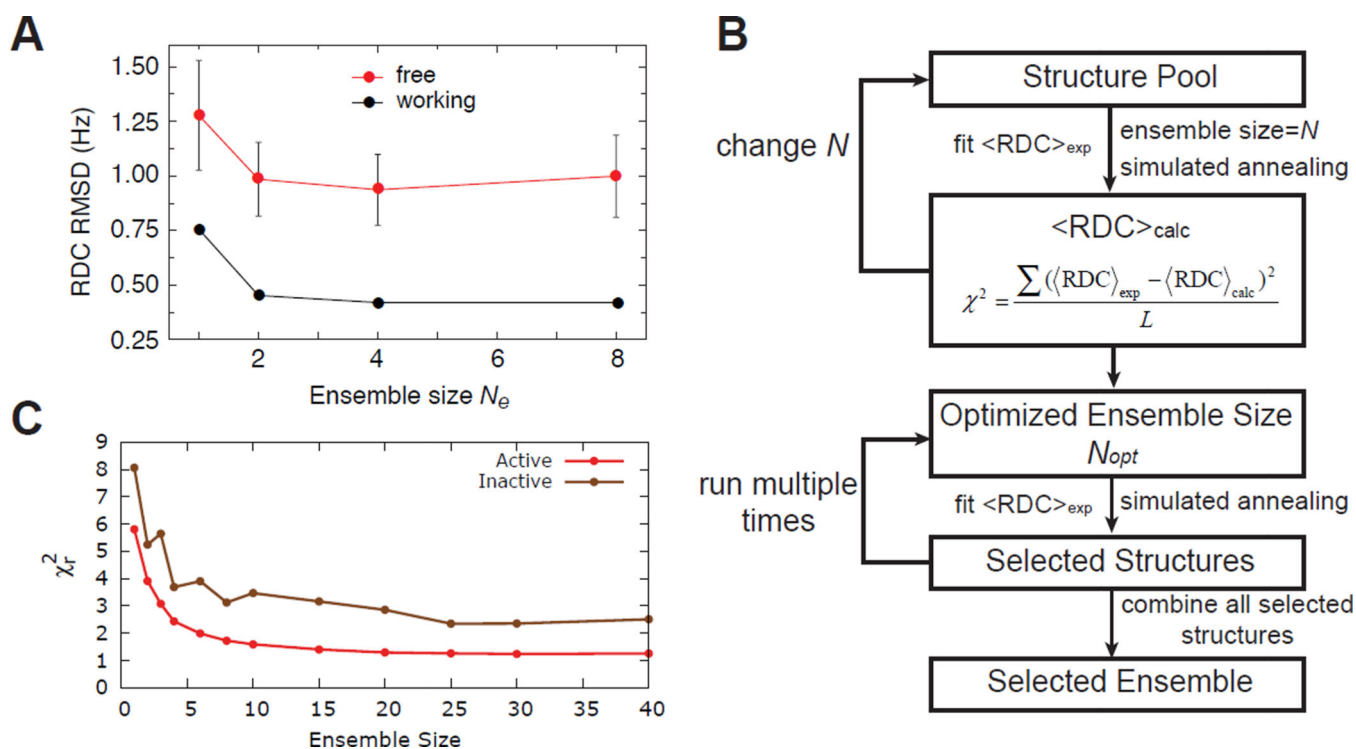 A
1.50
1.25
1.00
0.75
0.50
0.25
RDC RMSD (Hz)
free
working
2
4
6
8
Ensemble size Ne
B
Structure Pool
change N
fit <RDC>exp
ensemble size=N
simulated annealing
<RDC>calc
χ² = ∑(⟨RDC⟩exp − ⟨RDC⟩calc)² / L
Optimized Ensemble Size
Nopt
run multiple
times
fit <RDC>exp
simulated annealing
Selected Structures
combine all selected
structures
Selected Ensemble
C
9
8
7
6
5
4
3
2
1
0
χr²
Active
Inactive
0
5
10
15
20
25
30
35
40
Ensemble Size